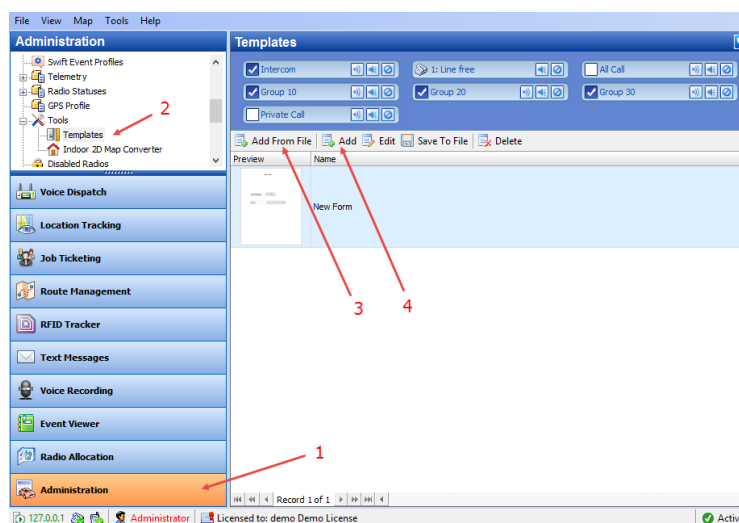 File View Map Tools Help
Administration
Swift Event Profiles
Telemetry
Radio Statuses
GPS Profile
Tools
Templates
Indoor 2D Map Converter
Disabled Radios
2
Voice Dispatch
Location Tracking
Job Ticketing
Route Management
RFID Tracker
Text Messages
Voice Recording
Event Viewer
Radio Allocation
Administration
Templates
Intercom
1: Line free
All Call
Group 10
Group 20
Group 30
Private Call
Add From File Add Edit Save To File Delete
Preview Name
New Form
3 4
1
Record 1 of 1
127.0.0.1 Administrator Licensed to: demo Demo License